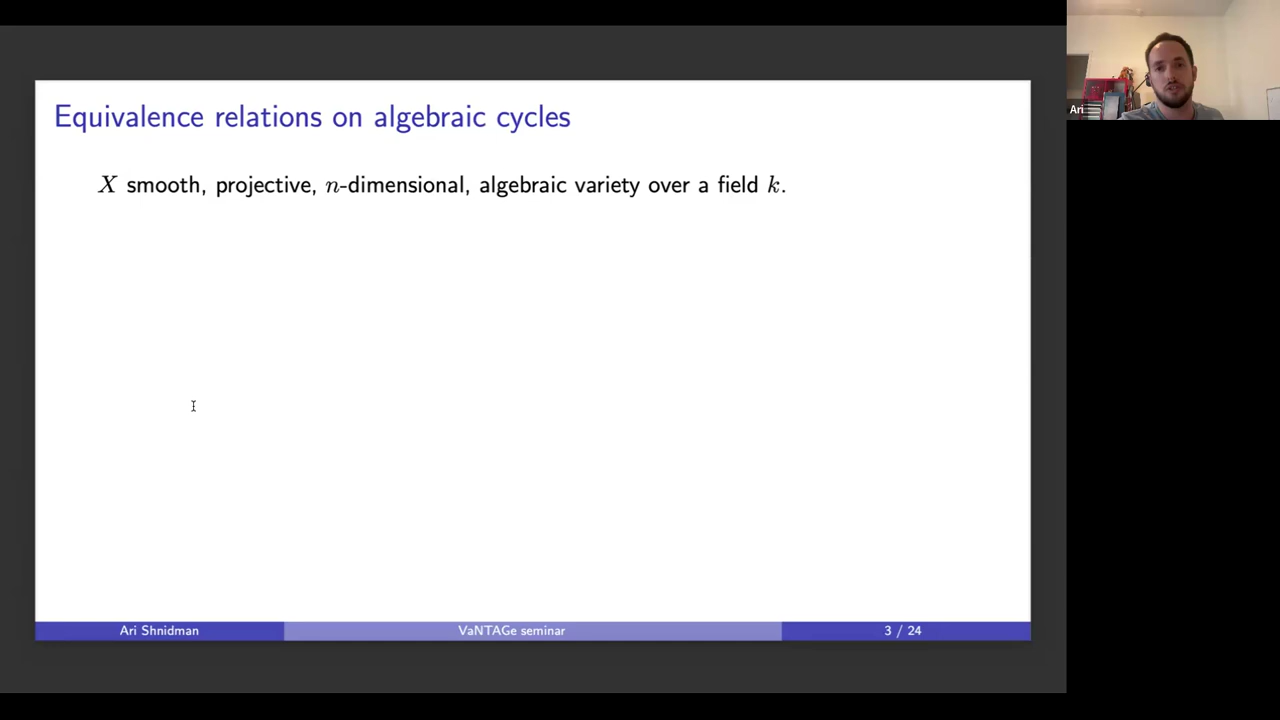 Equivalence relations on algebraic cycles
X smooth, projective, n-dimensional, algebraic variety over a field k.
Ari Shnidman VaNTAGe seminar 3 / 24
Ari